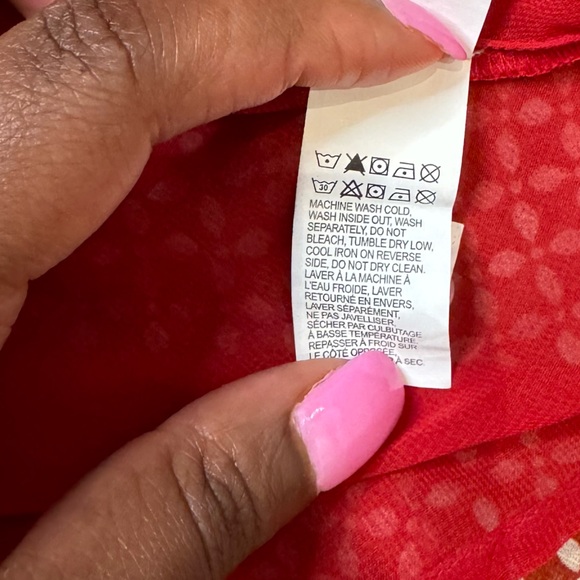 30
MACHINE WASH COLD,
WASH INSIDE OUT, WASH
SEPARATELY, DO NOT
BLEACH, TUMBLE DRY LOW,
COOL IRON ON REVERSE
SIDE, DO NOT DRY CLEAN.
LAVER À LA MACHINE À
L'EAU FROIDE, LAVER
RETOURNÉ EN ENVERS,
LAVER SÉPARÉMENT,
NE PAS JAVELLISER,
SÉCHER PAR CULBUTAGE
À BASSE TEMPÉRATURE,
REPASSER À FROID SUR
LE CÔTÉ À SEC.